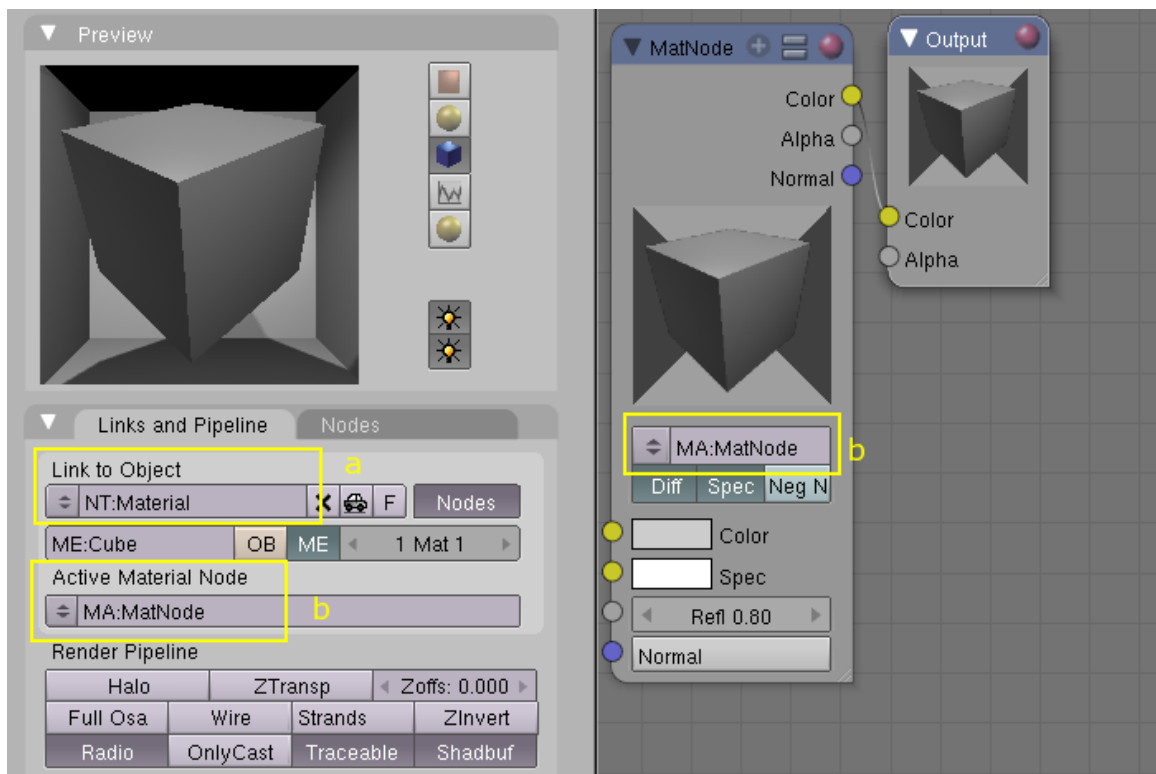 Preview
Links and Pipeline
Nodes
Link to Object
a
NT:Material
F
Nodes
ME:Cube
OB
ME
1 Mat 1
Active Material Node
MA:MatNode
b
Render Pipeline
Halo
ZTransp
Zoffs: 0.000
Full Osa
Wire
Strands
ZInvert
Radio
OnlyCast
Traceable
Shadbuf
MatNode
Color
Alpha
Normal
MA:MatNode
b
Diff
Spec
Neg N
Color
Spec
Refl 0.80
Normal
Output
Color
Alpha